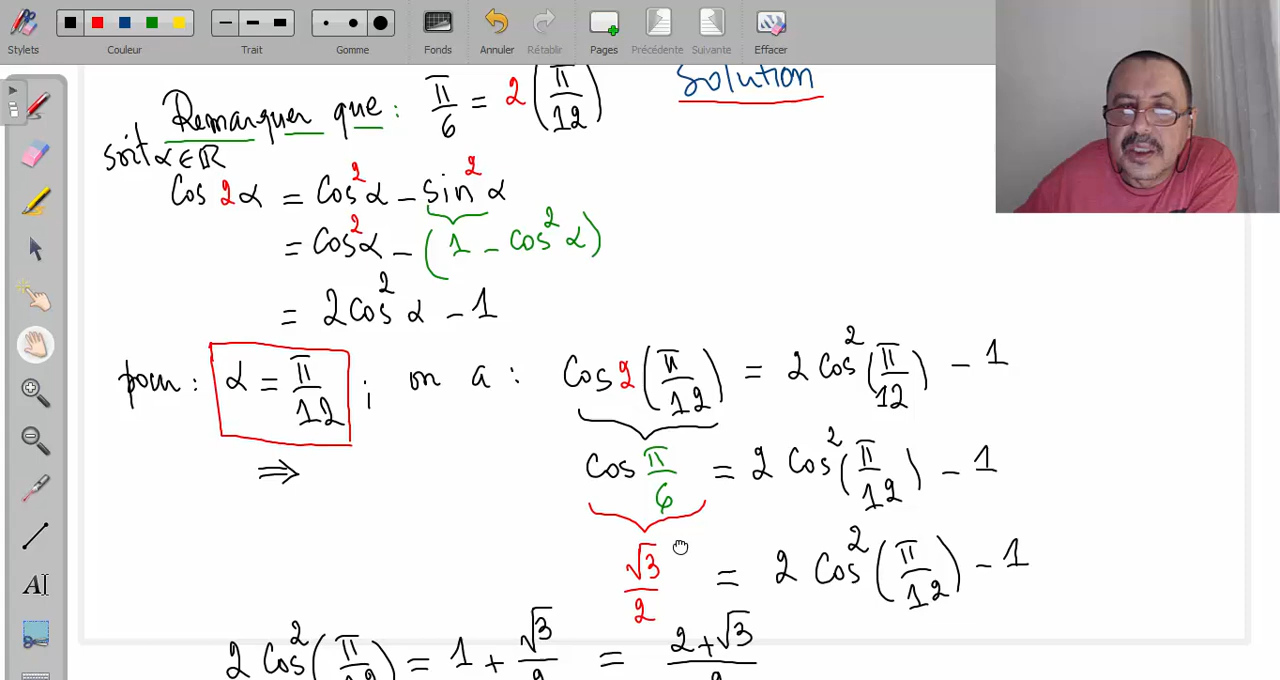 Stylets Couleur Trait Gomme Fonds Annuler Rétablir Pages Précédente Suivante Effacer
Solution
Remarquer que : π/6 = 2(π/12)
soit α ∈ ℝ
Cos 2α = Cos²α - sin²α
= Cos²α - (1 - Cos²α)
= 2Cos²α - 1
pour : α = π/12 ; on a : Cos 2(π/12) = 2 Cos²(π/12) - 1
⇒ Cos π/6 = 2 Cos²(π/12) - 1
√3/2 = 2 Cos²(π/12) - 1
2 Cos²(π/12) = 1 + √3/2 = 2+√3/2